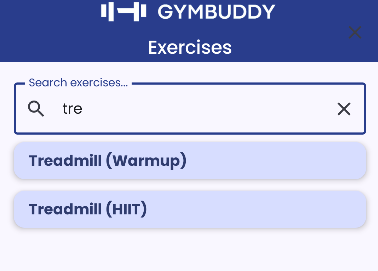 GYMBUDDY
Exercises
Search exercises...
tre
Treadmill (Warmup)
Treadmill (HIIT)